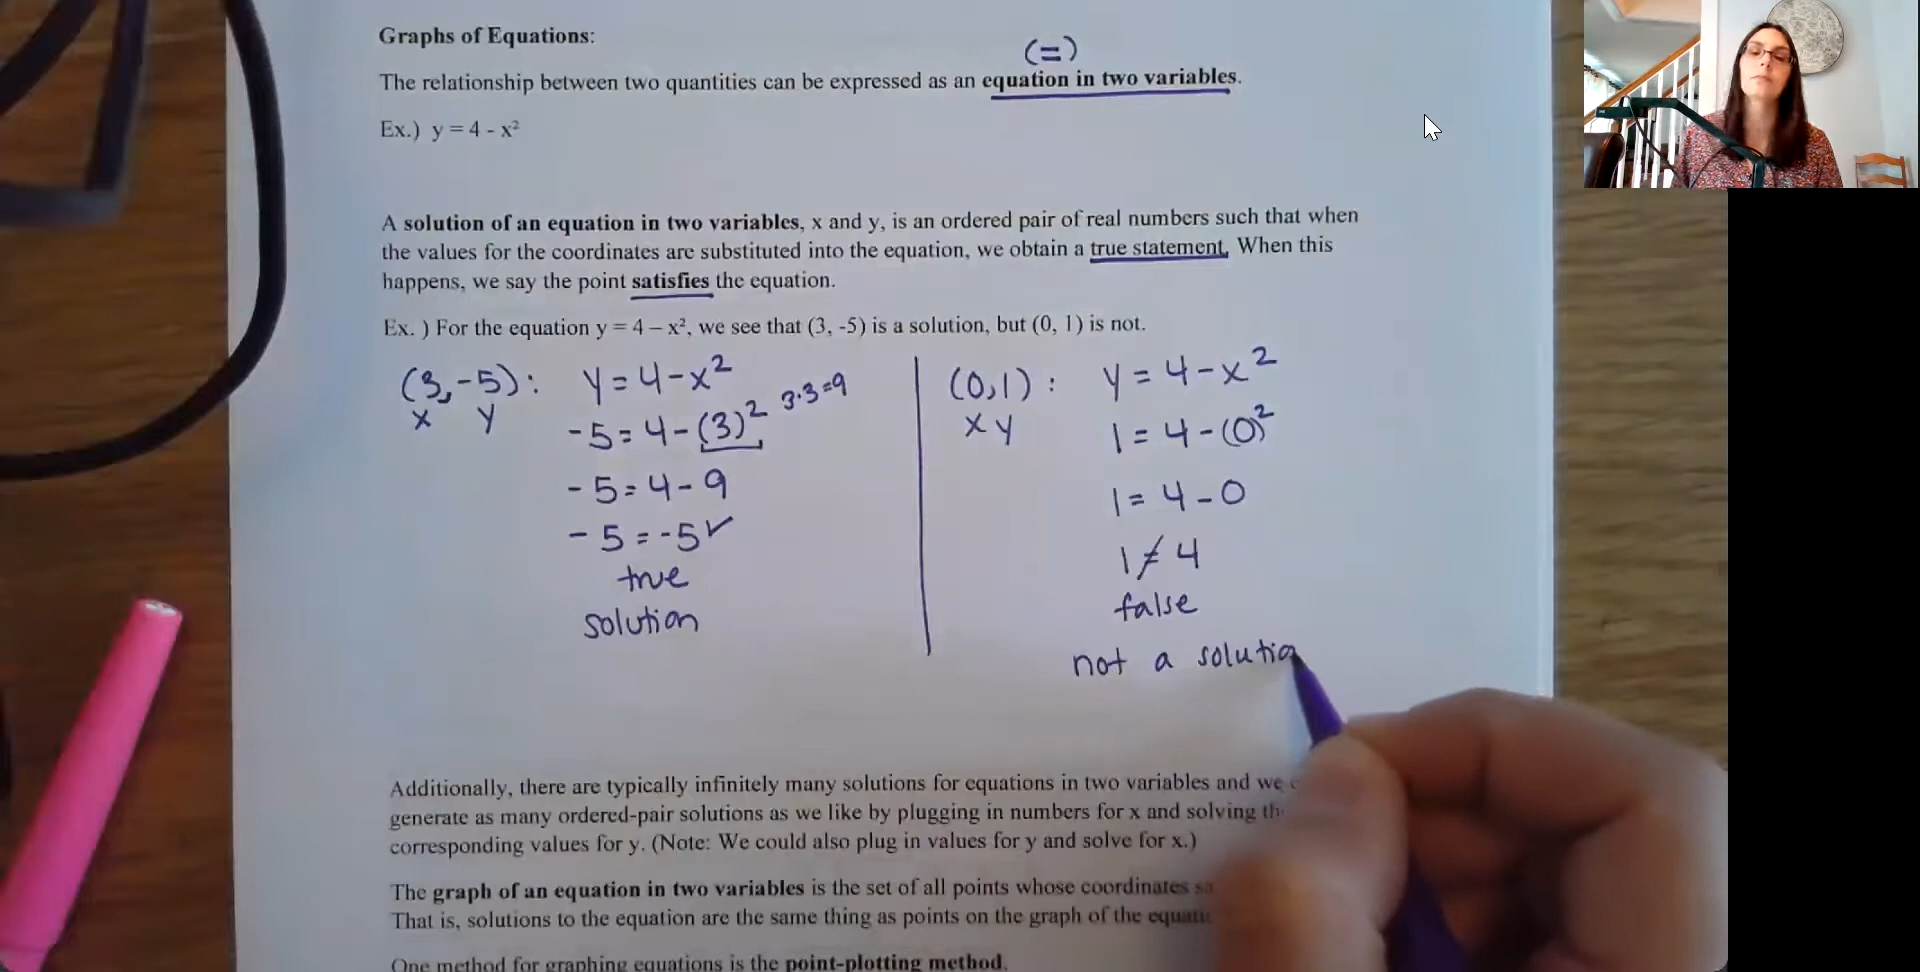 Graphs of Equations:
(=)
The relationship between two quantities can be expressed as an equation in two variables.
Ex.) y = 4 - x²
A solution of an equation in two variables, x and y, is an ordered pair of real numbers such that when
the values for the coordinates are substituted into the equation, we obtain a true statement. When this
happens, we say the point satisfies the equation.
Ex. ) For the equation y = 4 – x², we see that (3, -5) is a solution, but (0, 1) is not.
(3, -5) : y = 4 - x²
x y
-5 = 4 - (3)² 3·3=9
-5 = 4 - 9
-5 = -5 ✓
true
solution
(0,1) : y = 4 - x²
x y
1 = 4 - (0)²
1 = 4 - 0
1 ≠ 4
false
not a solutio
Additionally, there are typically infinitely many solutions for equations in two variables and we
generate as many ordered-pair solutions as we like by plugging in numbers for x and solving
corresponding values for y. (Note: We could also plug in values for y and solve for x.)
The graph of an equation in two variables is the set of all points whose coordinates
That is, solutions to the equation are the same thing as points on the graph of the
One method for graphing equations is the point-plotting method.